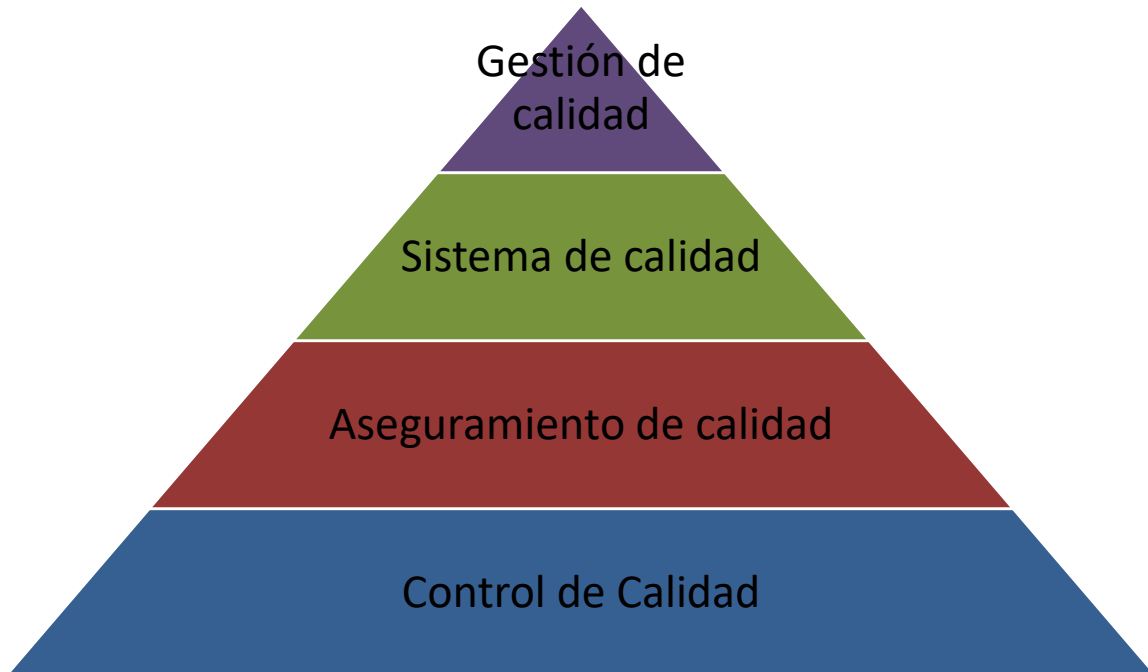 Gestión de
calidad
Sistema de calidad
Aseguramiento de calidad
Control de Calidad